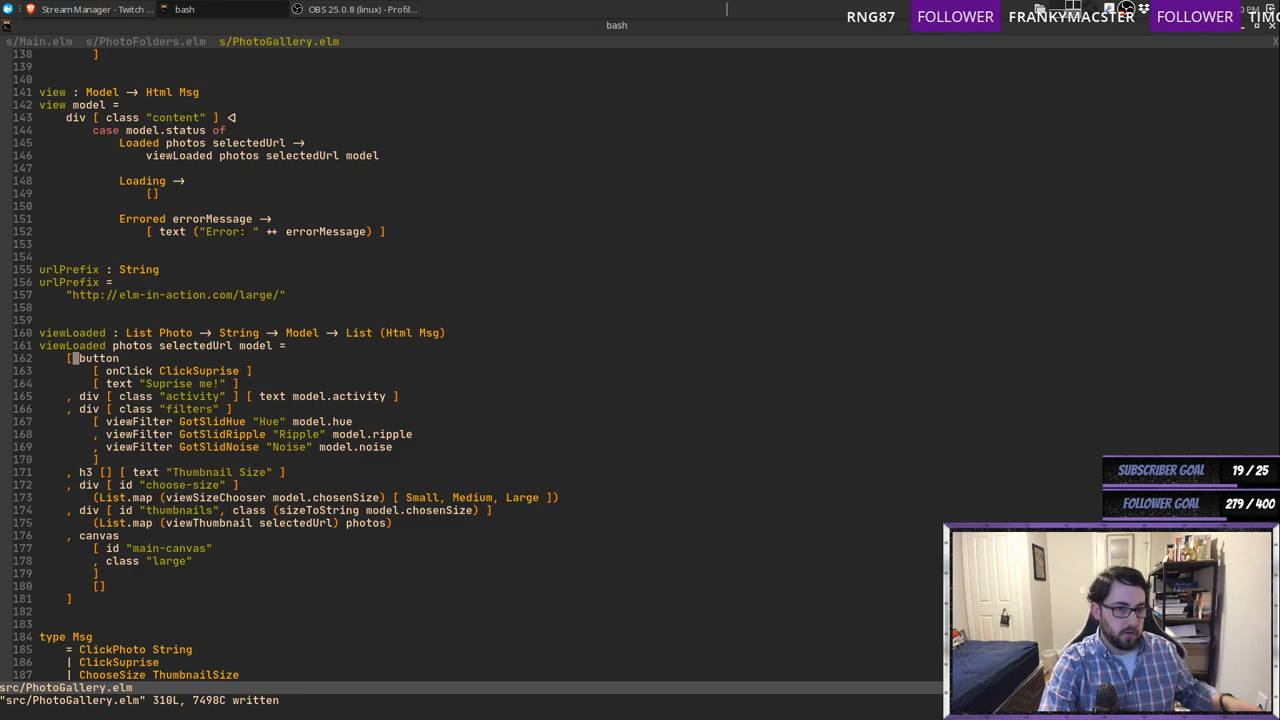 Stream Manager - Twitch ...
bash
OBS 25.0.8 (linux) - Profil...
bash
RNG87
FOLLOWER
FRANKYMACSTER
FOLLOWER
s/Main.elm s/PhotoFolders.elm s/PhotoGallery.elm
X
138 ]
139
140
141 view : Model → Html Msg
142 view model =
143 div [ class "content" ] ◁
144 case model.status of
145 Loaded photos selectedUrl →
146 viewLoaded photos selectedUrl model
147
148 Loading →
149 []
150
151 Errored errorMessage →
152 [ text ("Error: " ++ errorMessage) ]
153
154
155 urlPrefix : String
156 urlPrefix =
157 "http://elm-in-action.com/large/"
158
159
160 viewLoaded : List Photo → String → Model → List (Html Msg)
161 viewLoaded photos selectedUrl model =
162 [ button
163 [ onClick ClickSuprise ]
164 [ text "Suprise me!" ]
165 , div [ class "activity" ] [ text model.activity ]
166 , div [ class "filters" ]
167 [ viewFilter GotSlidHue "Hue" model.hue
168 , viewFilter GotSlidRipple "Ripple" model.ripple
169 , viewFilter GotSlidNoise "Noise" model.noise
170 ]
171 , h3 [] [ text "Thumbnail Size" ]
172 , div [ id "choose-size" ]
173 (List.map (viewSizeChooser model.chosenSize) [ Small, Medium, Large ])
174 , div [ id "thumbnails", class (sizeToString model.chosenSize) ]
175 (List.map (viewThumbnail selectedUrl) photos)
176 , canvas
177 [ id "main-canvas"
178 , class "large"
179 ]
180 []
181 ]
182
183
184 type Msg
185 = ClickPhoto String
186 | ClickSuprise
187 | ChooseSize ThumbnailSize
src/PhotoGallery.elm
"src/PhotoGallery.elm" 310L, 7498C written
SUBSCRIBER GOAL 19 / 25
FOLLOWER GOAL 279 / 400